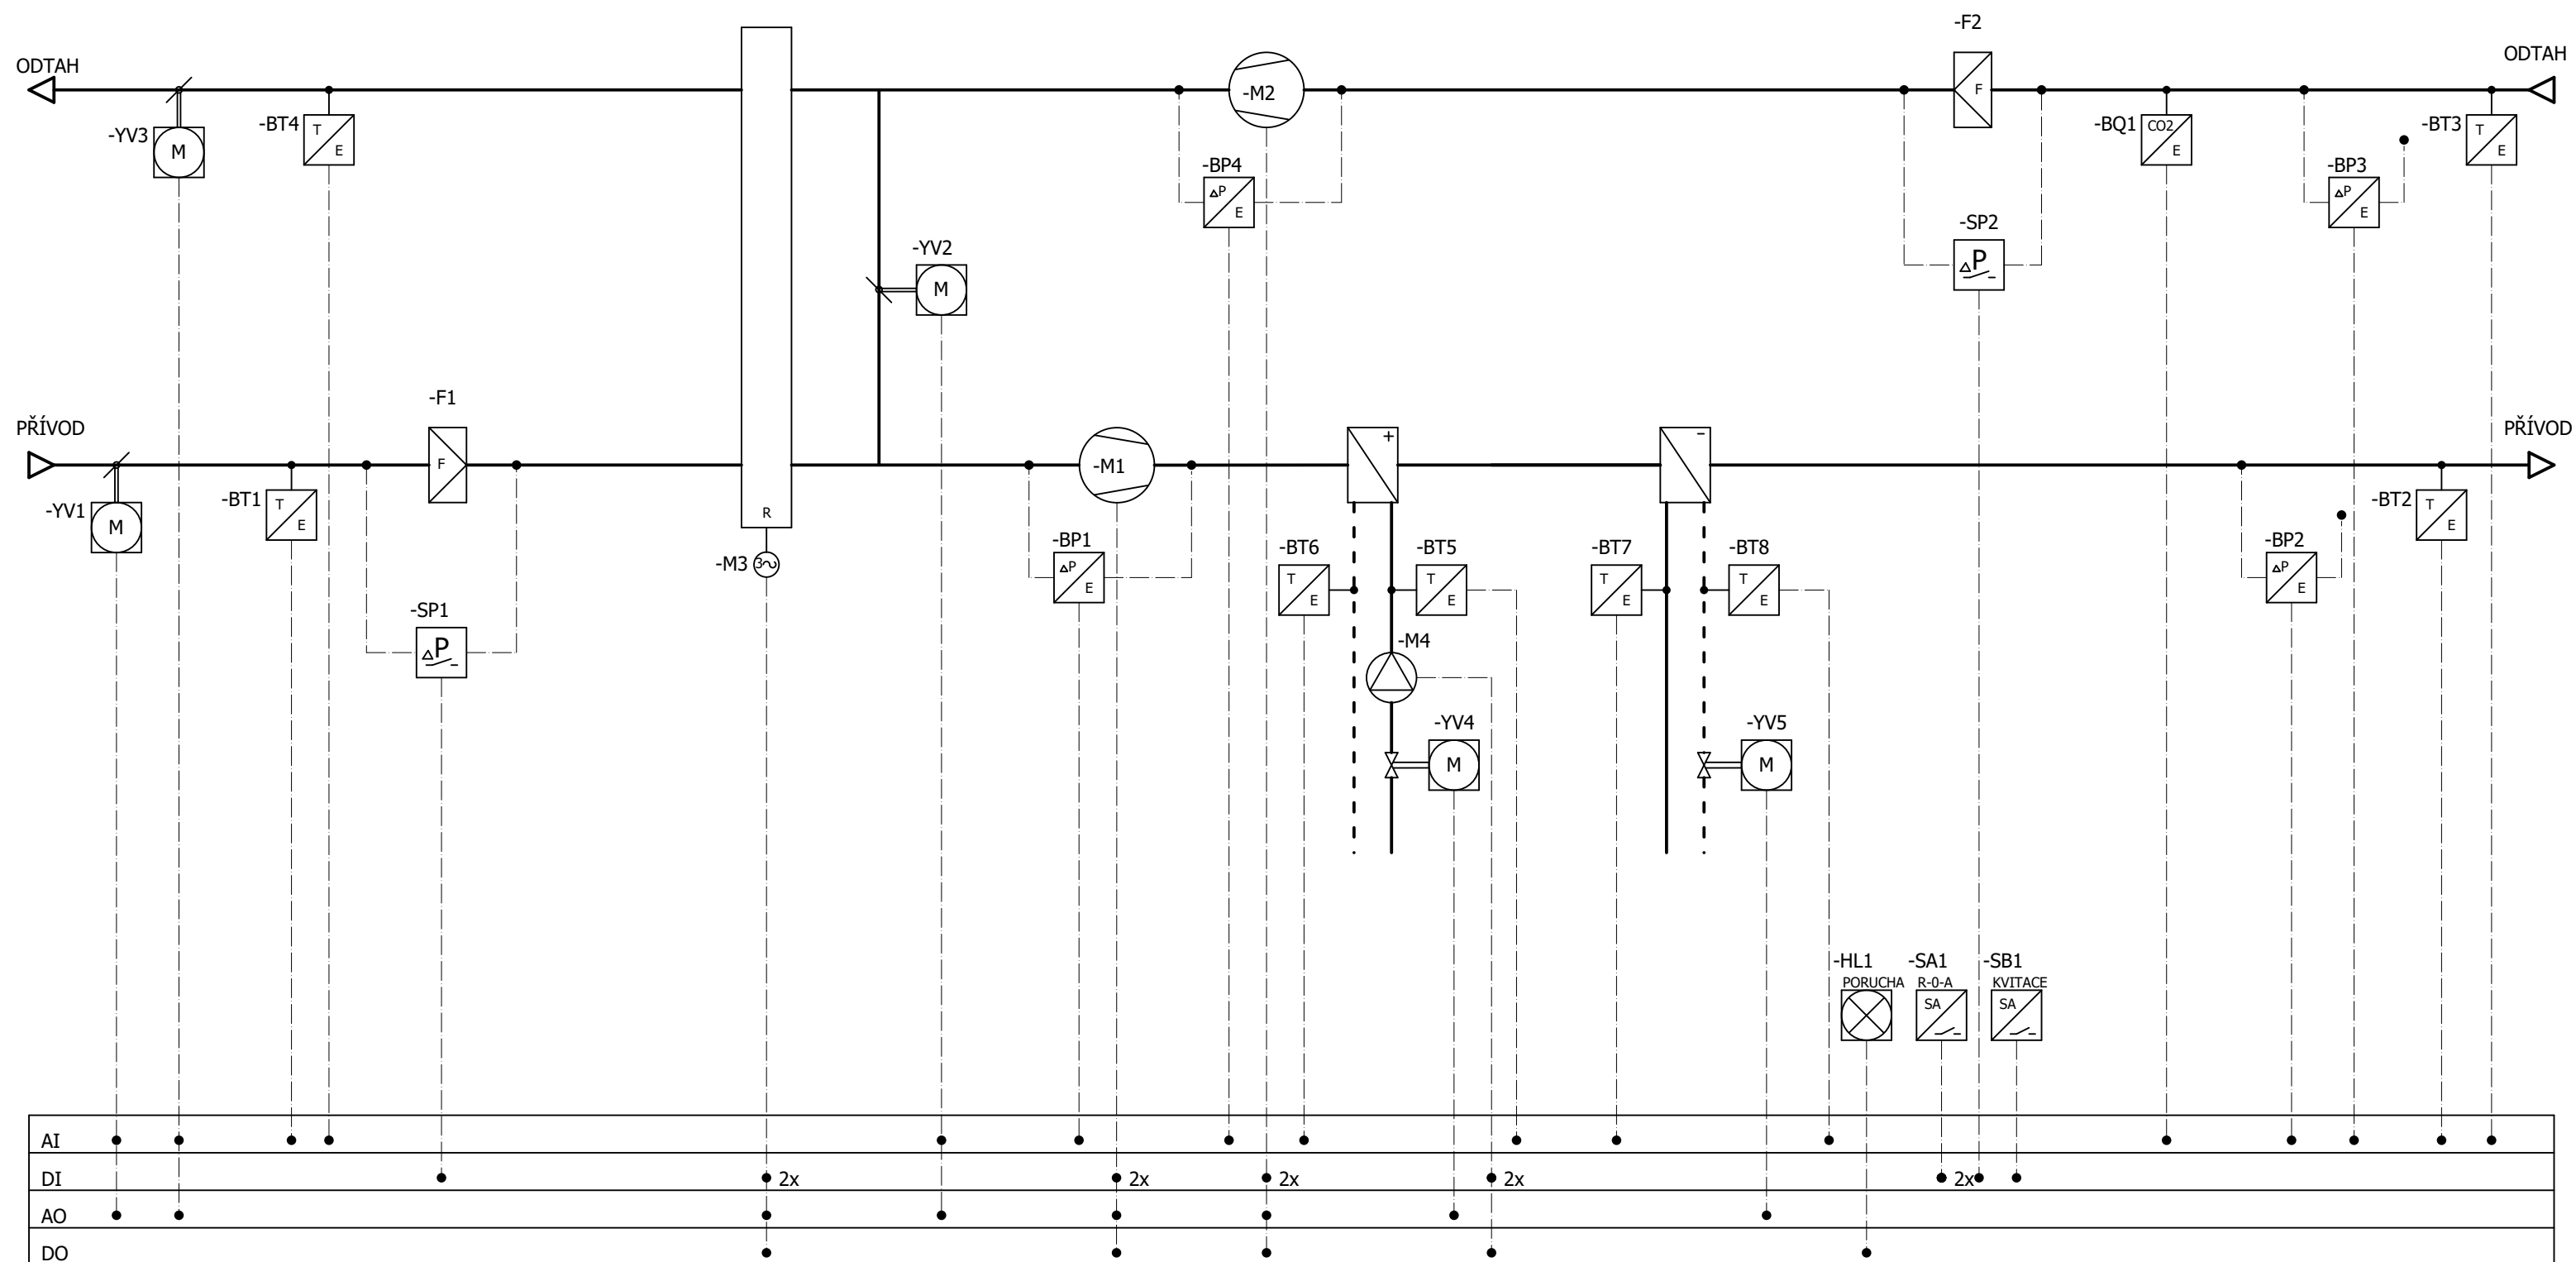 -F2
ODTAH
ODTAH
-M2
F
-YV3
M
-BT4
T
E
-BQ1
CO2
E
-BT3
T
E
-BP4
ΔP
E
-BP3
ΔP
E
-SP2
ΔP
-YV2
M
-F1
PŘÍVOD
PŘÍVOD
F
-M1
+
-
-YV1
M
-BT1
T
E
R
-BT2
T
E
-M3
3~
-BP1
ΔP
E
-BT6
T
E
-BT5
T
E
-BT7
T
E
-BT8
T
E
-BP2
ΔP
E
-SP1
ΔP
-M4
-YV4
M
-YV5
M
-HL1
PORUCHA
-SA1
R-0-A
SA
-SB1
KVITACE
SA
AI
DI 2x 2x 2x 2x 2x
AO
DO